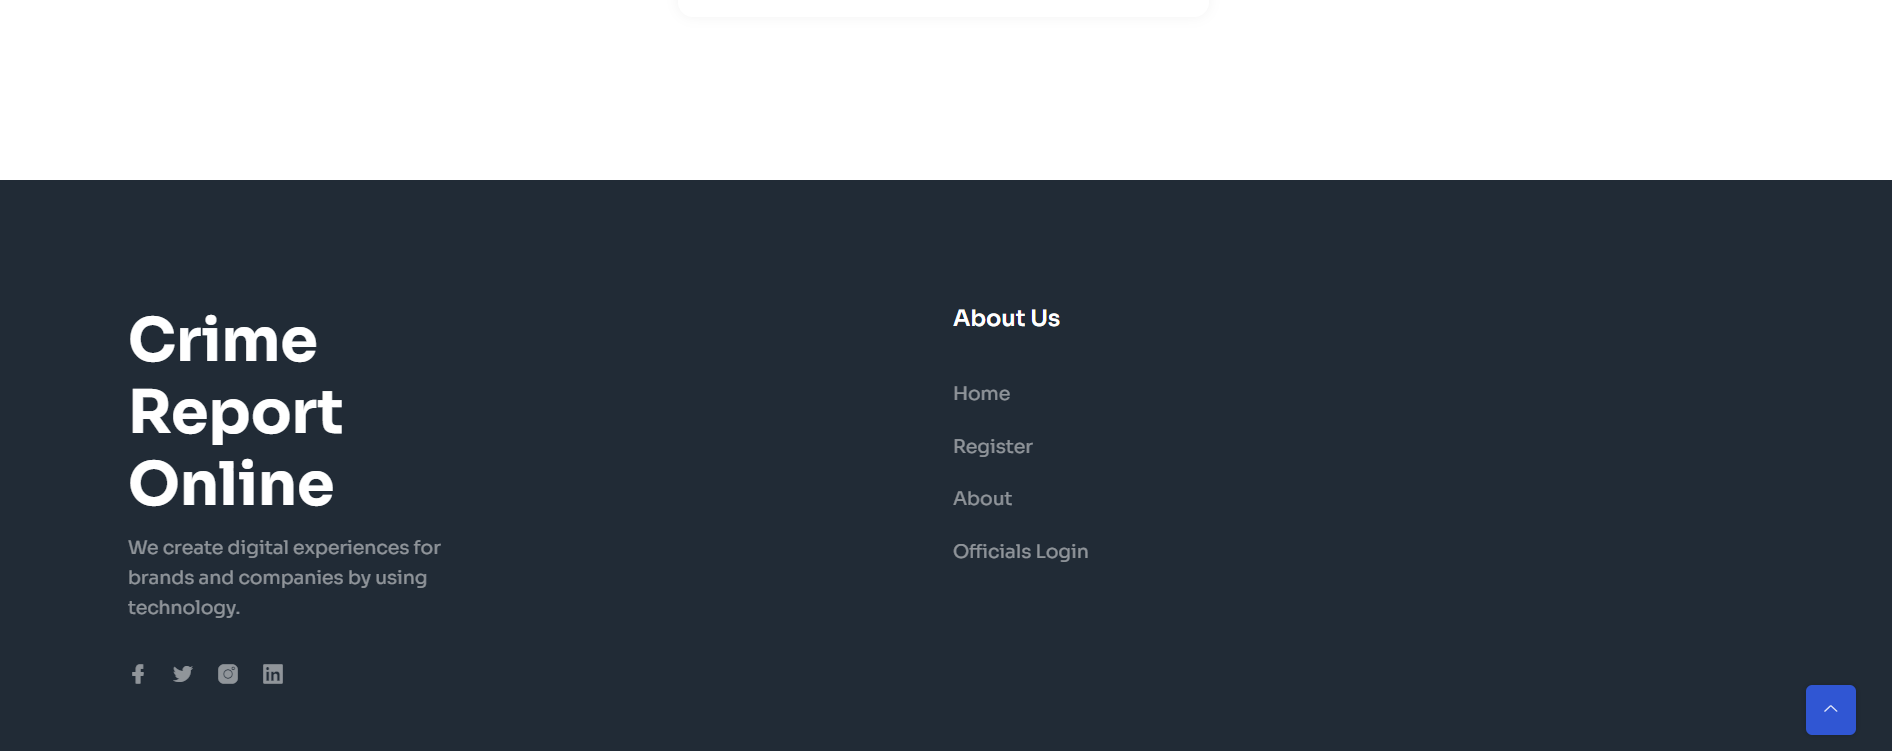 Crime
Report
Online
We create digital experiences for
brands and companies by using
technology.
About Us
Home
Register
About
Officials Login